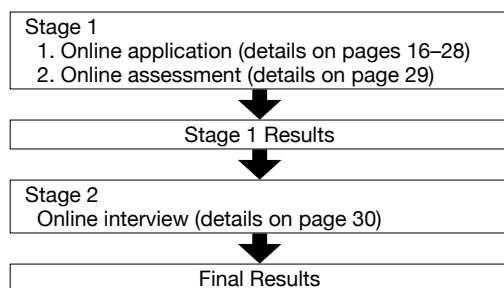 Stage 1
1. Online application (details on pages 16–28)
2. Online assessment (details on page 29)
Stage 1 Results
Stage 2
Online interview (details on page 30)
Final Results